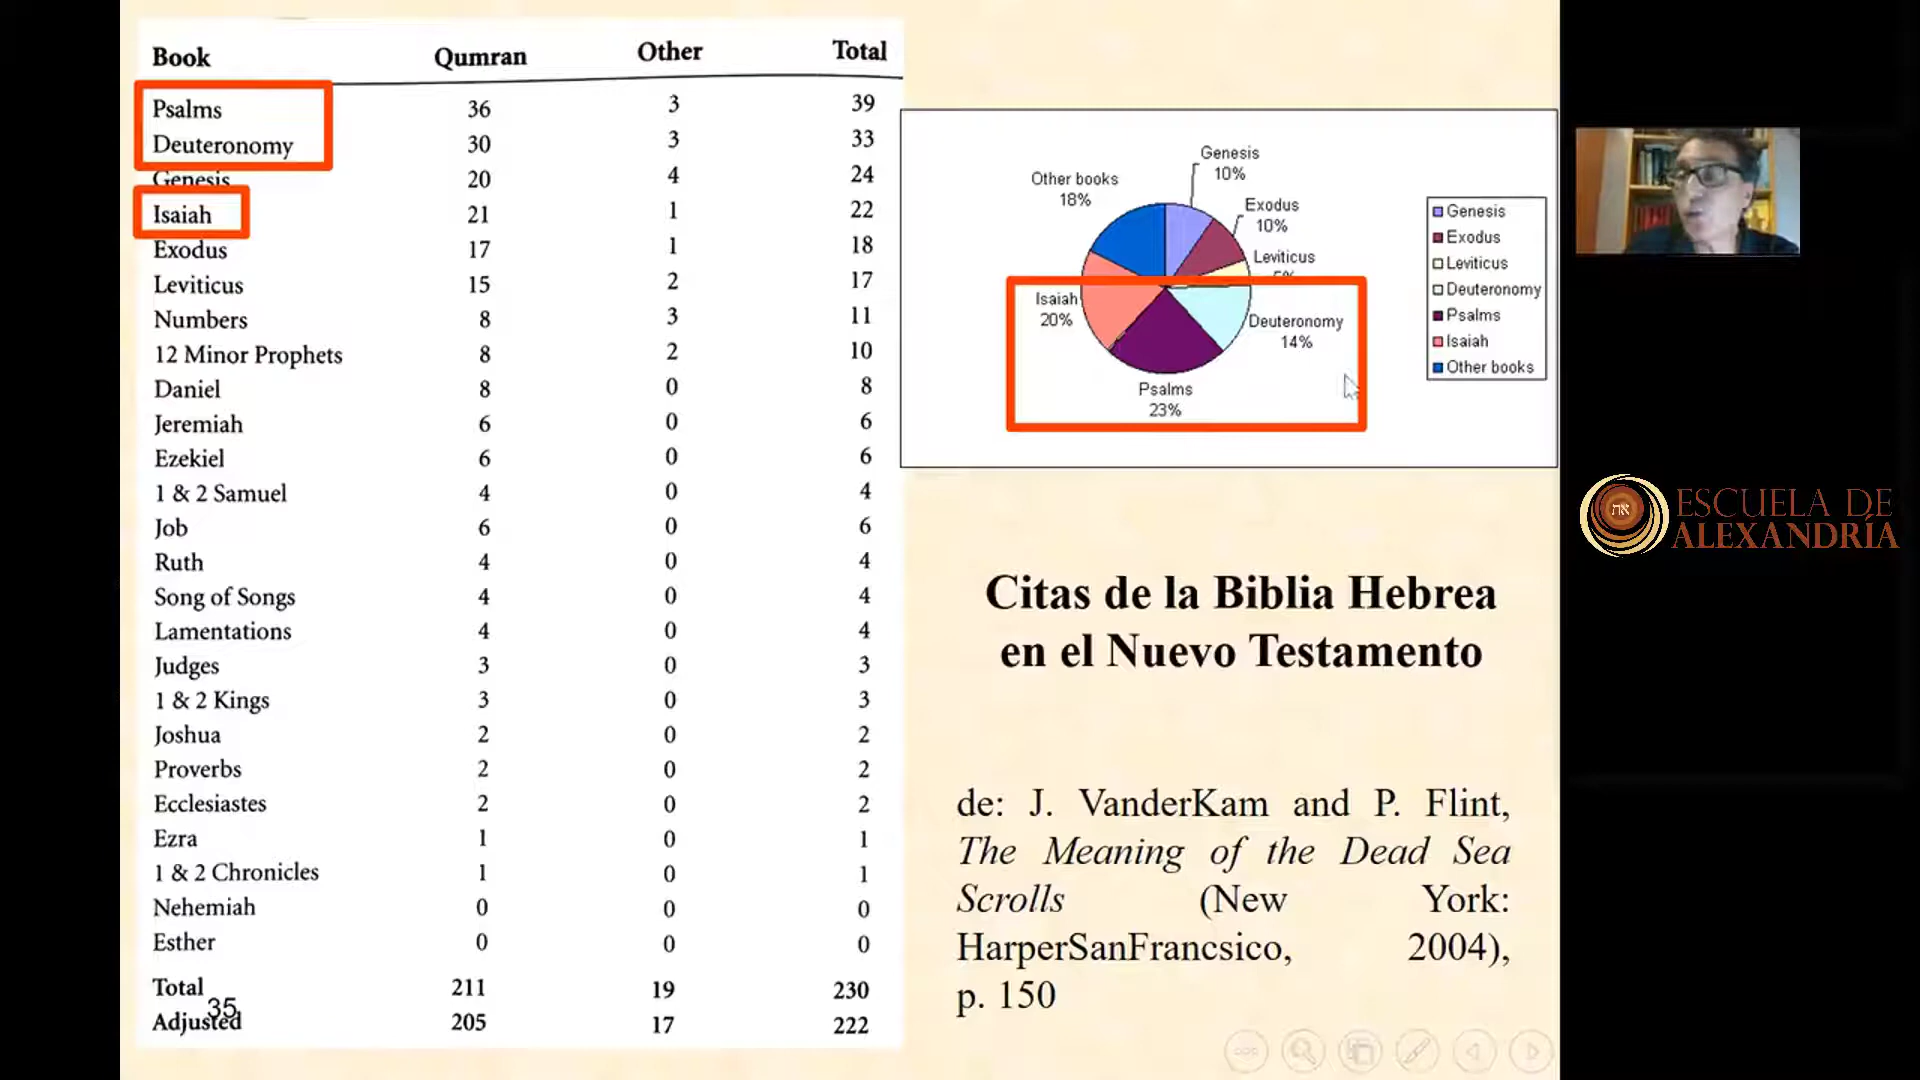 Book Qumran Other Total
Psalms 36 3 39
Deuteronomy 30 3 33
Genesis 20 4 24
Isaiah 21 1 22
Exodus 17 1 18
Leviticus 15 2 17
Numbers 8 3 11
12 Minor Prophets 8 2 10
Daniel 8 0 8
Jeremiah 6 0 6
Ezekiel 6 0 6
1 & 2 Samuel 4 0 4
Job 6 0 6
Ruth 4 0 4
Song of Songs 4 0 4
Lamentations 4 0 4
Judges 3 0 3
1 & 2 Kings 3 0 3
Joshua 2 0 2
Proverbs 2 0 2
Ecclesiastes 2 0 2
Ezra 1 0 1
1 & 2 Chronicles 1 0 1
Nehemiah 0 0 0
Esther 0 0 0
Total 211 19 230
35
Adjusted 205 17 222
Genesis
10%
Other books
18%
Exodus
10%
Leviticus
5%
Isaiah
20%
Deuteronomy
14%
Psalms
23%
Genesis
Exodus
Leviticus
Deuteronomy
Psalms
Isaiah
Other books
Citas de la Biblia Hebrea
en el Nuevo Testamento
de: J. VanderKam and P. Flint,
The Meaning of the Dead Sea
Scrolls (New York:
HarperSanFrancsico, 2004),
p. 150
את
ESCUELA DE
ALEXANDRÍA